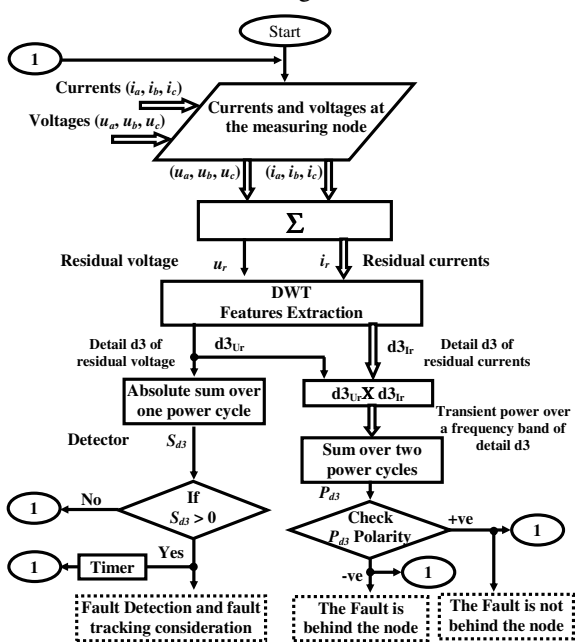 Start
1
Currents (ia, ib, ic)
Voltages (ua, ub, uc)
Currents and voltages at
the measuring node
(ua, ub, uc) (ia, ib, ic)
Σ
Residual voltage ur ir Residual currents
DWT
Features Extraction
Detail d3 of
residual voltage
d3Ur
d3Ir
Detail d3 of
residual currents
Absolute sum over
one power cycle
d3UrX d3Ir
Transient power over
a frequency band of
detail d3
Detector Sd3
Sum over two
power cycles
Pd3
1
No
If
Sd3 > 0
Check
Pd3 Polarity
+ve
1
Yes
1
Timer
-ve
1
Fault Detection and fault
tracking consideration
The Fault is
behind the node
The Fault is not
behind the node